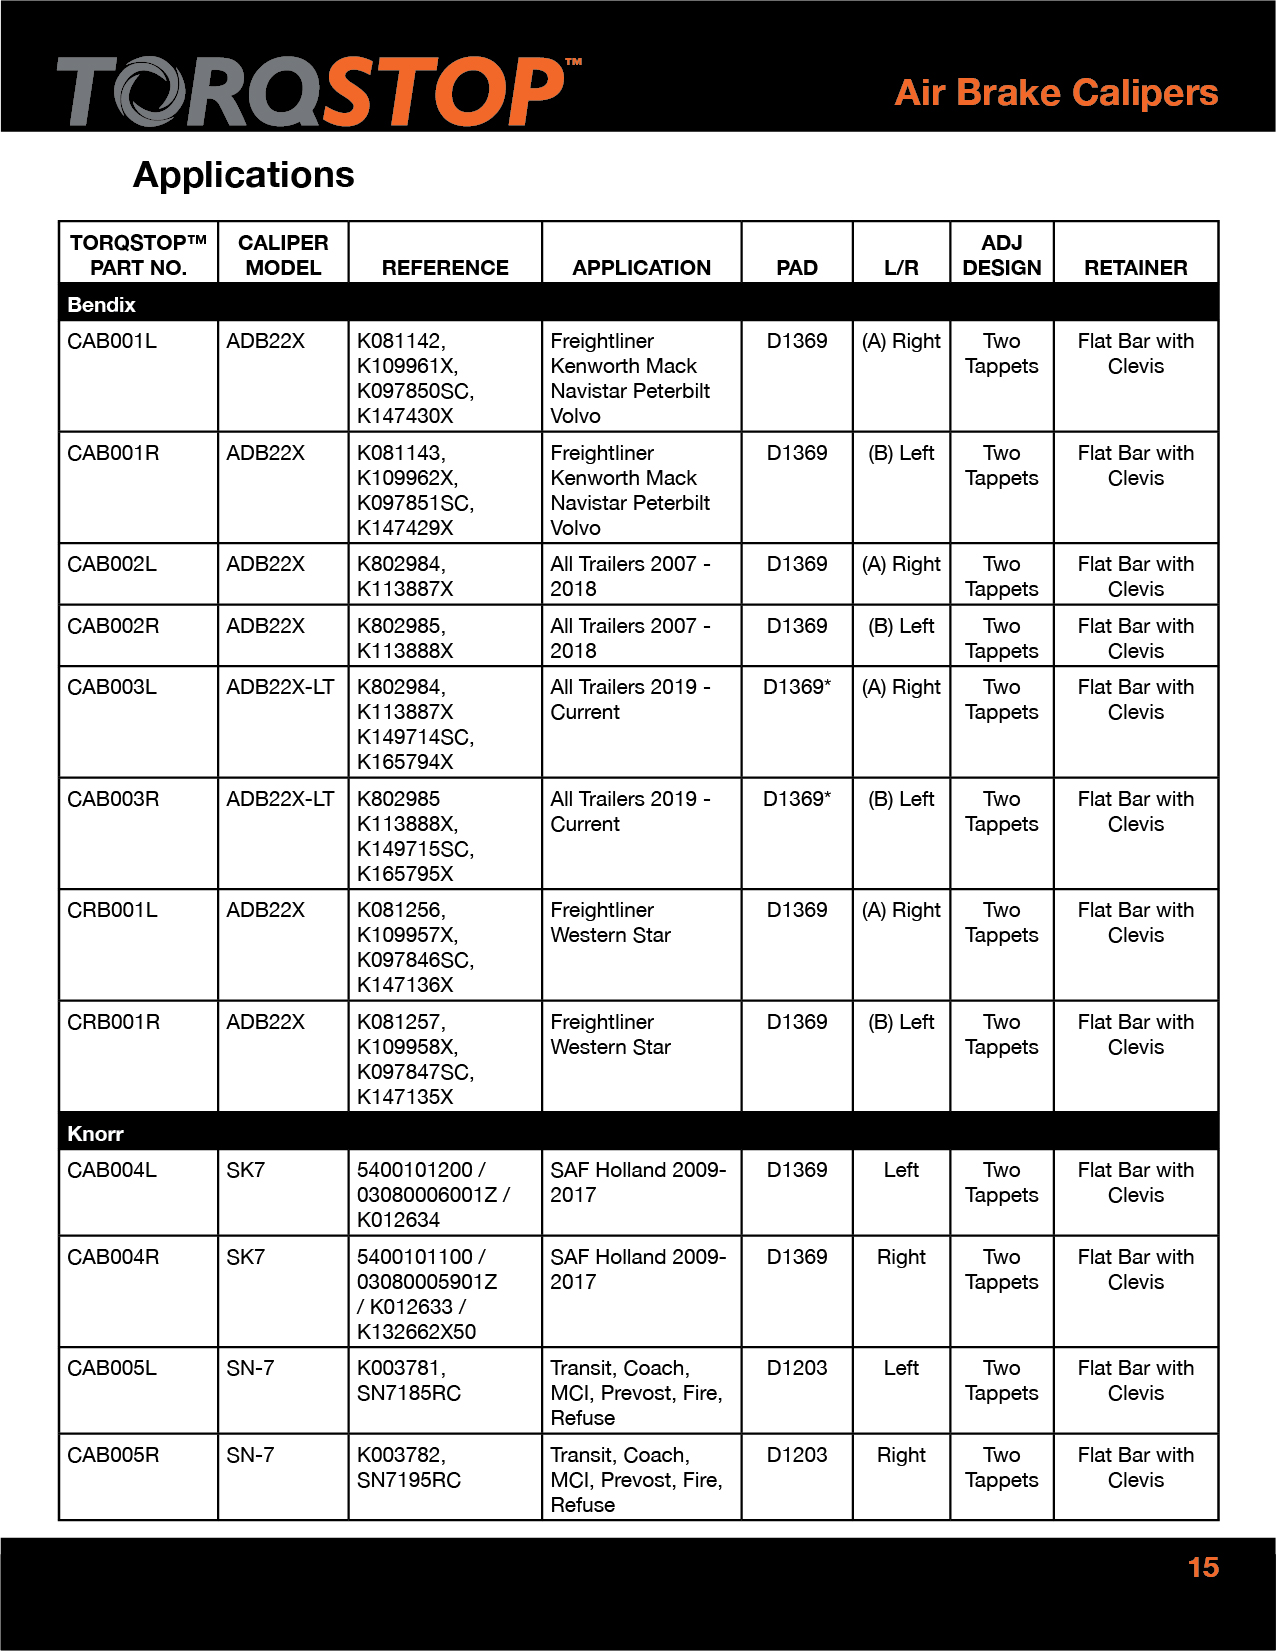 TORQSTOP™
Air Brake Calipers
Applications
TORQSTOP™ PART NO. CALIPER MODEL REFERENCE APPLICATION PAD L/R ADJ DESIGN RETAINER
Bendix
CAB001L ADB22X K081142, Freightliner D1369 (A) Right Two Flat Bar with
K109961X, Kenworth Mack Tappets Clevis
K097850SC, Navistar Peterbilt
K147430X Volvo
CAB001R ADB22X K081143, Freightliner D1369 (B) Left Two Flat Bar with
K109962X, Kenworth Mack Tappets Clevis
K097851SC, Navistar Peterbilt
K147429X Volvo
CAB002L ADB22X K802984, All Trailers 2007 - D1369 (A) Right Two Flat Bar with
K113887X 2018 Tappets Clevis
CAB002R ADB22X K802985, All Trailers 2007 - D1369 (B) Left Two Flat Bar with
K113888X 2018 Tappets Clevis
CAB003L ADB22X-LT K802984, All Trailers 2019 - D1369* (A) Right Two Flat Bar with
K113887X Current Tappets Clevis
K149714SC,
K165794X
CAB003R ADB22X-LT K802985 All Trailers 2019 - D1369* (B) Left Two Flat Bar with
K113888X, Current Tappets Clevis
K149715SC,
K165795X
CRB001L ADB22X K081256, Freightliner D1369 (A) Right Two Flat Bar with
K109957X, Western Star Tappets Clevis
K097846SC,
K147136X
CRB001R ADB22X K081257, Freightliner D1369 (B) Left Two Flat Bar with
K109958X, Western Star Tappets Clevis
K097847SC,
K147135X
Knorr
CAB004L SK7 5400101200 / SAF Holland 2009- D1369 Left Two Flat Bar with
03080006001Z / 2017 Tappets Clevis
K012634
CAB004R SK7 5400101100 / SAF Holland 2009- D1369 Right Two Flat Bar with
03080005901Z 2017 Tappets Clevis
/ K012633 /
K132662X50
CAB005L SN-7 K003781, Transit, Coach, D1203 Left Two Flat Bar with
SN7185RC MCI, Prevost, Fire, Tappets Clevis
Refuse
CAB005R SN-7 K003782, Transit, Coach, D1203 Right Two Flat Bar with
SN7195RC MCI, Prevost, Fire, Tappets Clevis
Refuse
15